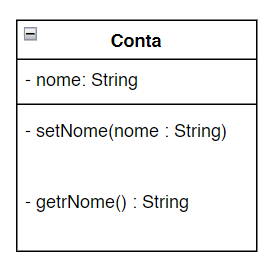 Conta
- nome: String
- setNome(nome : String)
- getrNome() : String